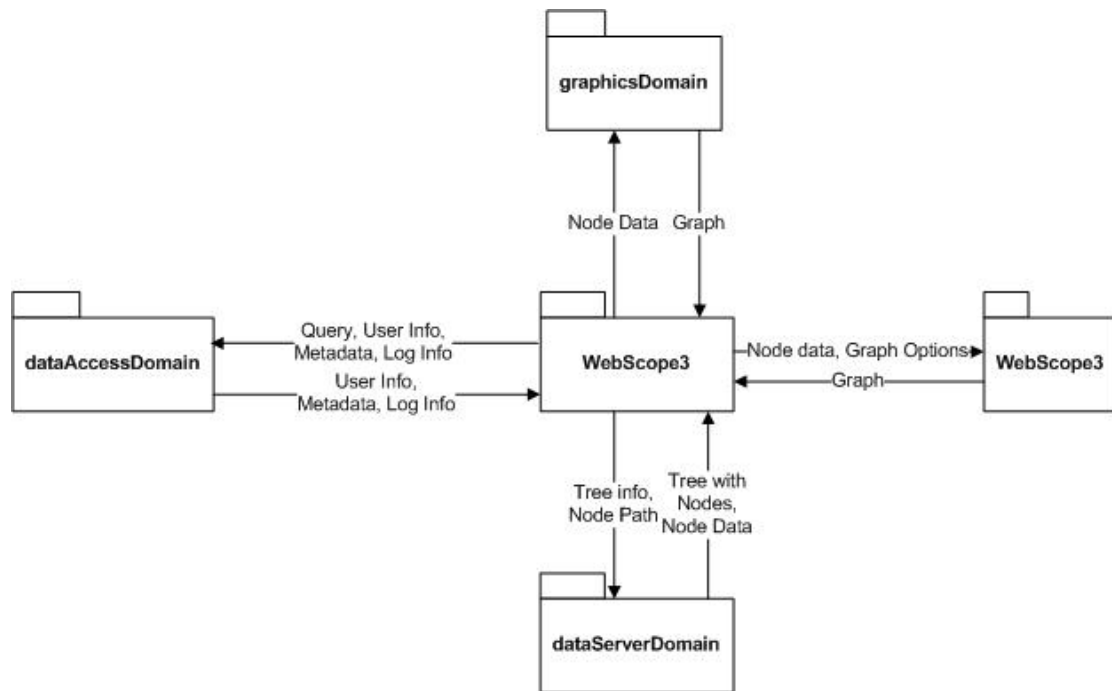 graphicsDomain
Node Data
Graph
dataAccessDomain
Query, User Info,
Metadata, Log Info
User Info,
Metadata, Log Info
WebScope3
Node data, Graph Options
Graph
WebScope3
Tree info,
Node Path
Tree with
Nodes,
Node Data
dataServerDomain